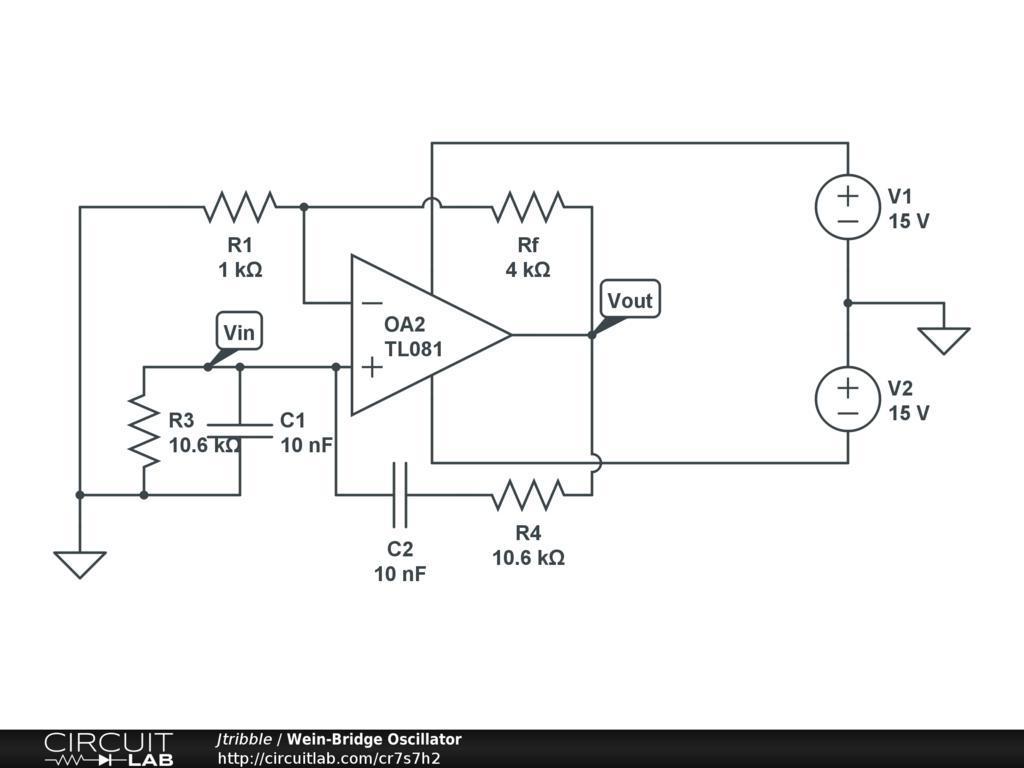 V1
15 V
R1
1 kΩ
Rf
4 kΩ
Vout
Vin
OA2
TL081
−
+
R3
10.6 kΩ
C1
10 nF
V2
15 V
+
−
+
−
R4
10.6 kΩ
C2
10 nF
CIRCUIT
LAB
Jtribble / Wein-Bridge Oscillator
http://circuitlab.com/cr7s7h2